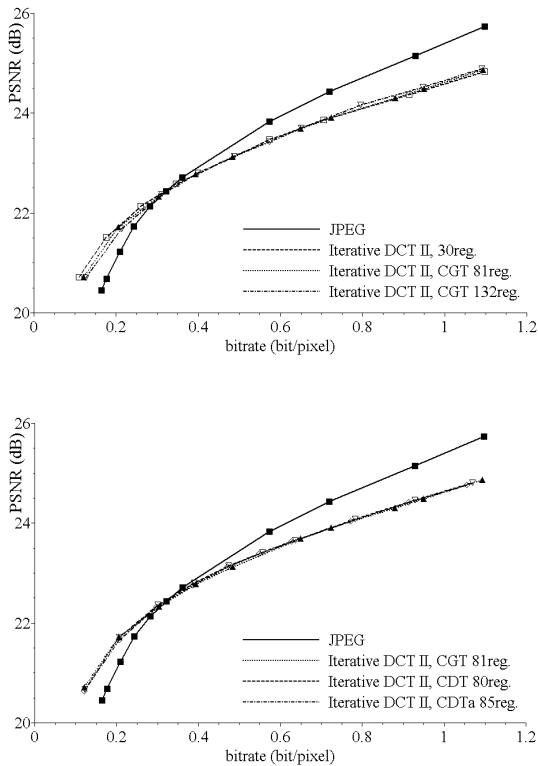 26
24
22
20
PSNR (dB)
JPEG
Iterative DCT II, 30reg.
Iterative DCT II, CGT 81reg.
Iterative DCT II, CGT 132reg.
0 0.2 0.4 0.6 0.8 1 1.2
bitrate (bit/pixel)
26
24
22
20
PSNR (dB)
JPEG
Iterative DCT II, CGT 81reg.
Iterative DCT II, CDT 80reg.
Iterative DCT II, CDTa 85reg.
0 0.2 0.4 0.6 0.8 1 1.2
bitrate (bit/pixel)